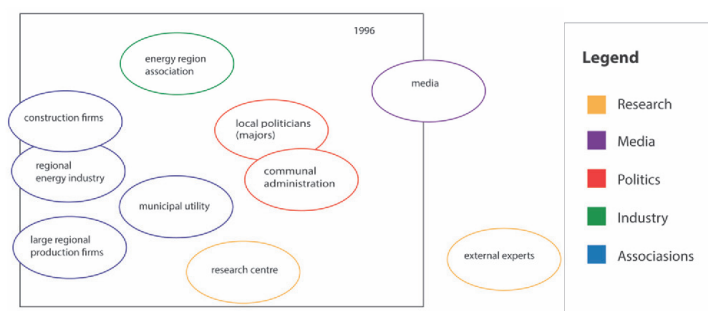 1996
energy region
association
media
construction firms
local politicians
(majors)
regional
energy industry
communal
administration
municipal utility
large regional
production firms
research centre
external experts
Legend
Research
Media
Politics
Industry
Associasions